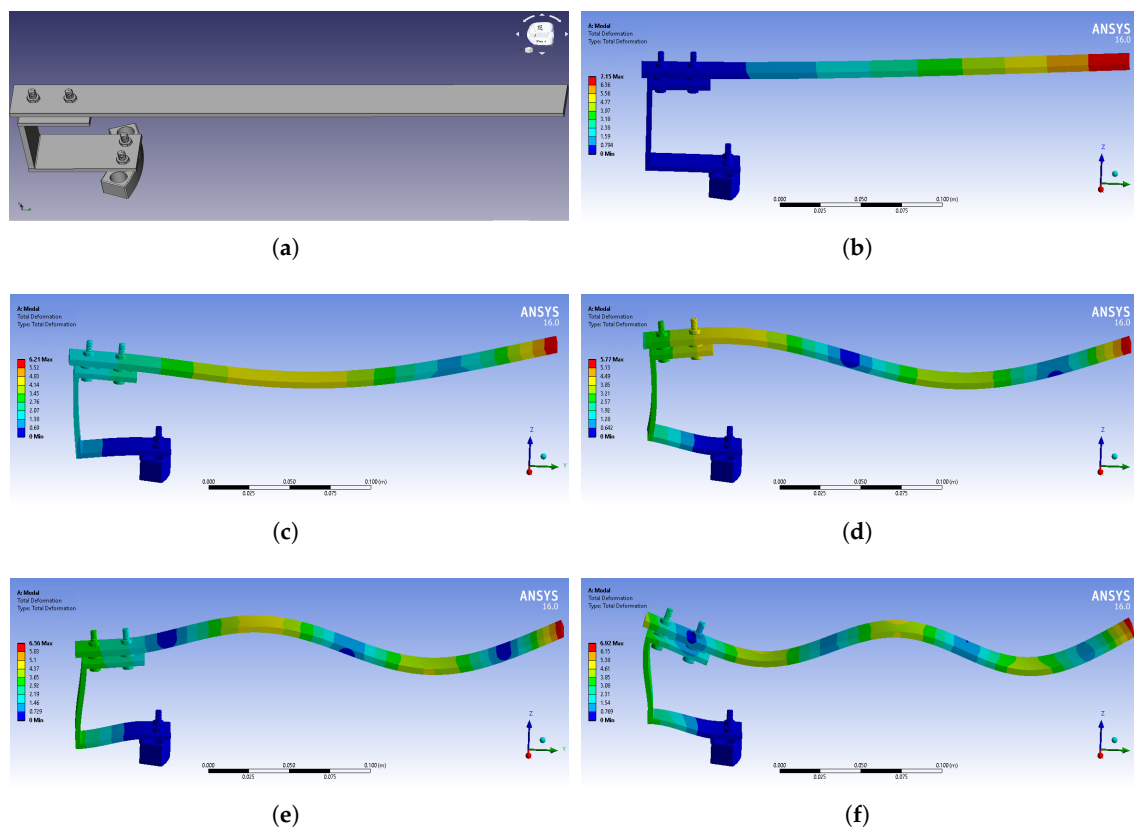 (a)
A: Modal
Total Deformation
Type: Total Deformation
ANSYS
16.0
7.15 Max
6.36
5.56
4.77
3.97
3.18
2.38
1.59
0.794
0 Min
0.000
0.025
0.050
0.075
0.100 (m)
Z
Y
(b)
A: Modal
Total Deformation
Type: Total Deformation
ANSYS
16.0
6.21 Max
5.52
4.83
4.14
3.45
2.76
2.07
1.38
0.69
0 Min
0.000
0.025
0.050
0.075
0.100 (m)
Z
Y
(c)
A: Modal
Total Deformation
Type: Total Deformation
ANSYS
16.0
5.77 Max
5.13
4.49
3.85
3.21
2.57
1.92
1.28
0.642
0 Min
0.000
0.025
0.050
0.075
0.100 (m)
Z
Y
(d)
A: Modal
Total Deformation
Type: Total Deformation
ANSYS
16.0
6.56 Max
5.83
5.1
4.37
3.65
2.92
2.19
1.46
0.729
0 Min
0.000
0.025
0.050
0.075
0.100 (m)
Z
Y
(e)
A: Modal
Total Deformation
Type: Total Deformation
ANSYS
16.0
6.92 Max
6.15
5.38
4.61
3.85
3.08
2.31
1.54
0.769
0 Min
0.000
0.025
0.050
0.075
0.100 (m)
Z
Y
(f)